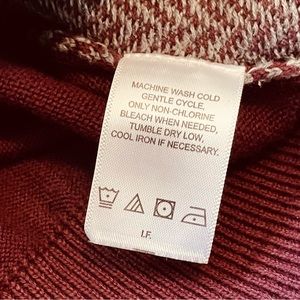 MACHINE WASH COLD
GENTLE CYCLE,
ONLY NON-CHLORINE
BLEACH WHEN NEEDED,
TUMBLE DRY LOW,
COOL IRON IF NECESSARY.
I.F.